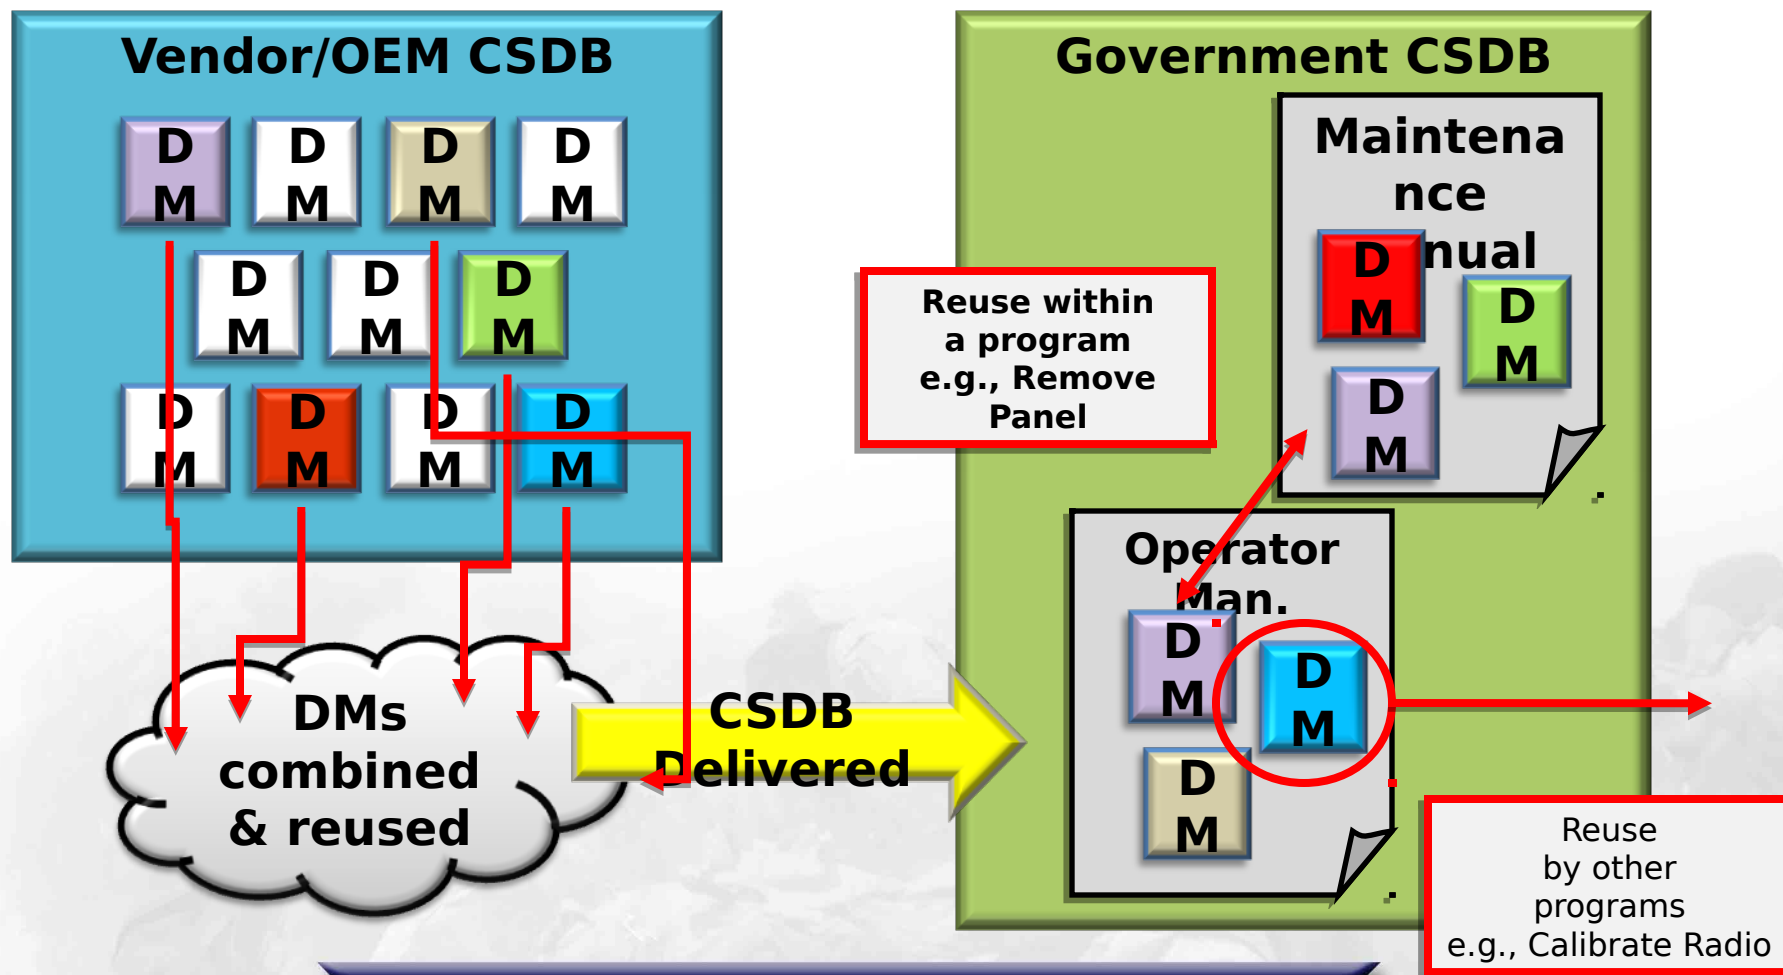 Vendor/OEM CSDB
D
M
D
M
D
M
D
M
D
M
D
M
D
M
D
M
D
M
D
M
D
M
DMs
combined
& reused
CSDB
Delivered
Government CSDB
Maintena
nce
nual
D
M
D
M
D
M
Reuse within
a program
e.g., Remove
Panel
Operator
Man.
D
M
D
M
D
M
Reuse
by other
programs
e.g., Calibrate Radio